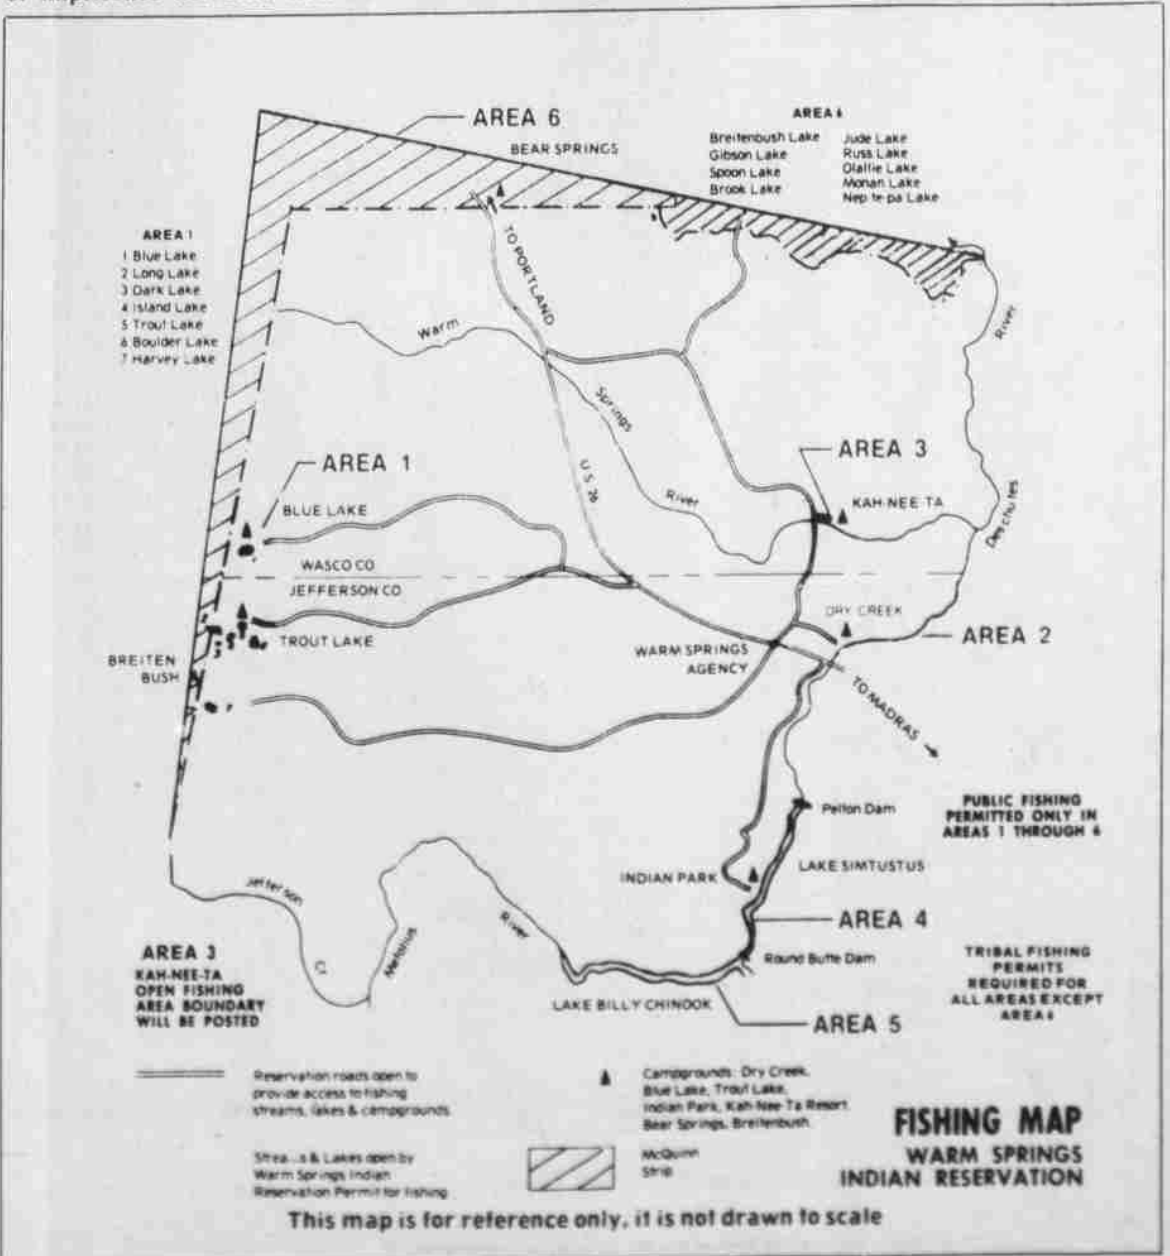 AREA 6
BEAR SPRINGS
AREA 6
Breitenbush Lake
Gibson Lake
Spoon Lake
Brook Lake
Jude Lake
Russ Lake
Olallie Lake
Monan Lake
Nep te pa Lake
AREA 1
1 Blue Lake
2 Long Lake
3 Dark Lake
4 Island Lake
5 Trout Lake
6 Boulder Lake
7 Harvey Lake
TO PORTLAND
Warm
Springs
River
River
Deschutes
U S 26
AREA 3
KAH-NEE-TA
AREA 1
BLUE LAKE
WASCO CO
JEFFERSON CO
TROUT LAKE
BREITEN
BUSH
DRY CREEK
AREA 2
WARM SPRINGS
AGENCY
TO MADRAS
Pelton Dam
PUBLIC FISHING
PERMITTED ONLY IN
AREAS 1 THROUGH 6
INDIAN PARK
LAKE SIMTUSTUS
AREA 4
Round Butte Dam
Jefferson
Cr
Metolius
River
LAKE BILLY CHINOOK
AREA 5
AREA 3
KAH-NEE-TA
OPEN FISHING
AREA BOUNDARY
WILL BE POSTED
TRIBAL FISHING
PERMITS
REQUIRED FOR
ALL AREAS EXCEPT
AREA 6
Reservation roads open to
provide access to fishing
streams, lakes & campgrounds
Campgrounds: Dry Creek,
Blue Lake, Trout Lake,
Indian Park, Kah-Nee-Ta Resort
Bear Springs, Breitenbush
Strea...s & Lakes open by
Warm Springs Indian
Reservation Permit for fishing
McQuinn
Strip
FISHING MAP
WARM SPRINGS
INDIAN RESERVATION
This map is for reference only, it is not drawn to scale